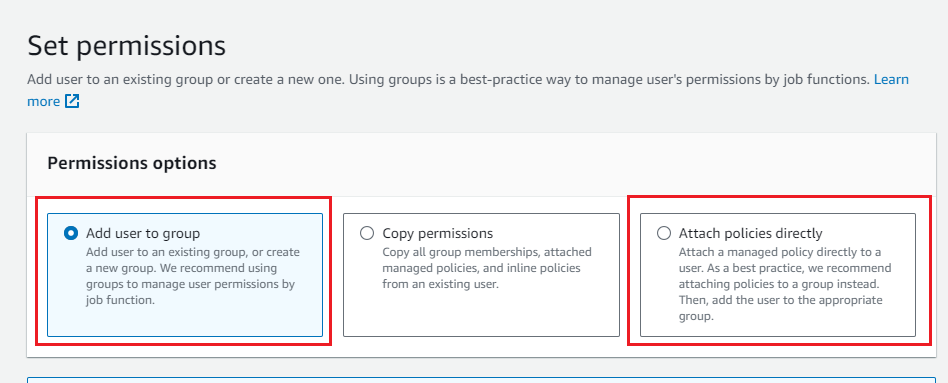 Set permissions
Add user to an existing group or create a new one. Using groups is a best-practice way to manage user's permissions by job functions. Learn
more
Permissions options
Add user to group
Add user to an existing group, or create
a new group. We recommend using
groups to manage user permissions by
job function.
Copy permissions
Copy all group memberships, attached
managed policies, and inline policies
from an existing user.
Attach policies directly
Attach a managed policy directly to a
user. As a best practice, we recommend
attaching policies to a group instead.
Then, add the user to the appropriate
group.